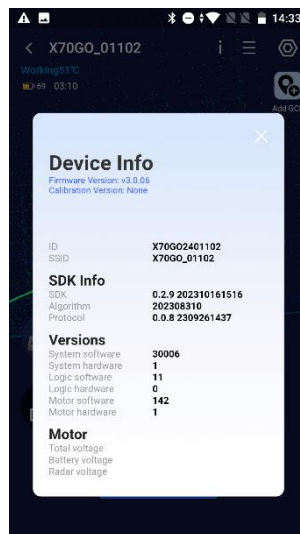 14:33
X70GO_01102
Working51°C
69 03:10
Add GC
Device Info
Firmware Version: v3.0.06
Calibration Version: None
ID X70GO2401102
SSID X70GO_01102
SDK Info
SDK 0.2.9 202310161516
Algorithm 202308310
Protocol 0.0.8 2309261437
Versions
System software 30006
System hardware 1
Logic software 11
Logic hardware 0
Motor software 142
Motor hardware 1
Motor
Total voltage
Battery voltage
Radar voltage